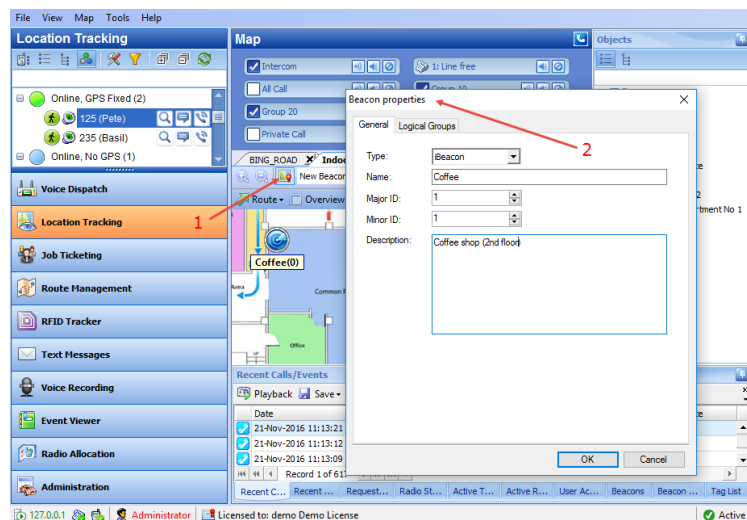 File View Map Tools Help
Location Tracking
Online, GPS Fixed (2)
125 (Pete)
235 (Basil)
Online, No GPS (1)
Voice Dispatch
Location Tracking
1
Job Ticketing
Route Management
RFID Tracker
Text Messages
Voice Recording
Event Viewer
Radio Allocation
Administration
Map
Intercom
1: Line free
All Call
Group 10
Group 20
Private Call
BING_ROAD
New Beacon
Route
Overview
Coffee(0)
Area
Common
Office
UP
Recent Calls/Events
Playback Save
Date
21-Nov-2016 11:13:21
21-Nov-2016 11:13:12
21-Nov-2016 11:13:09
Record 1 of
Recent C... Recent ... Request... Radio St... Active T... Active R... User Ac... Beacons Beacon ... Tag List
Objects
2
tment No 1
Beacon properties
2
General Logical Groups
Type: iBeacon
Name: Coffee
Major ID: 1
Minor ID: 1
Description: Coffee shop (2nd floor)
OK Cancel
127.0.0.1 Administrator Licensed to: demo Demo License Active